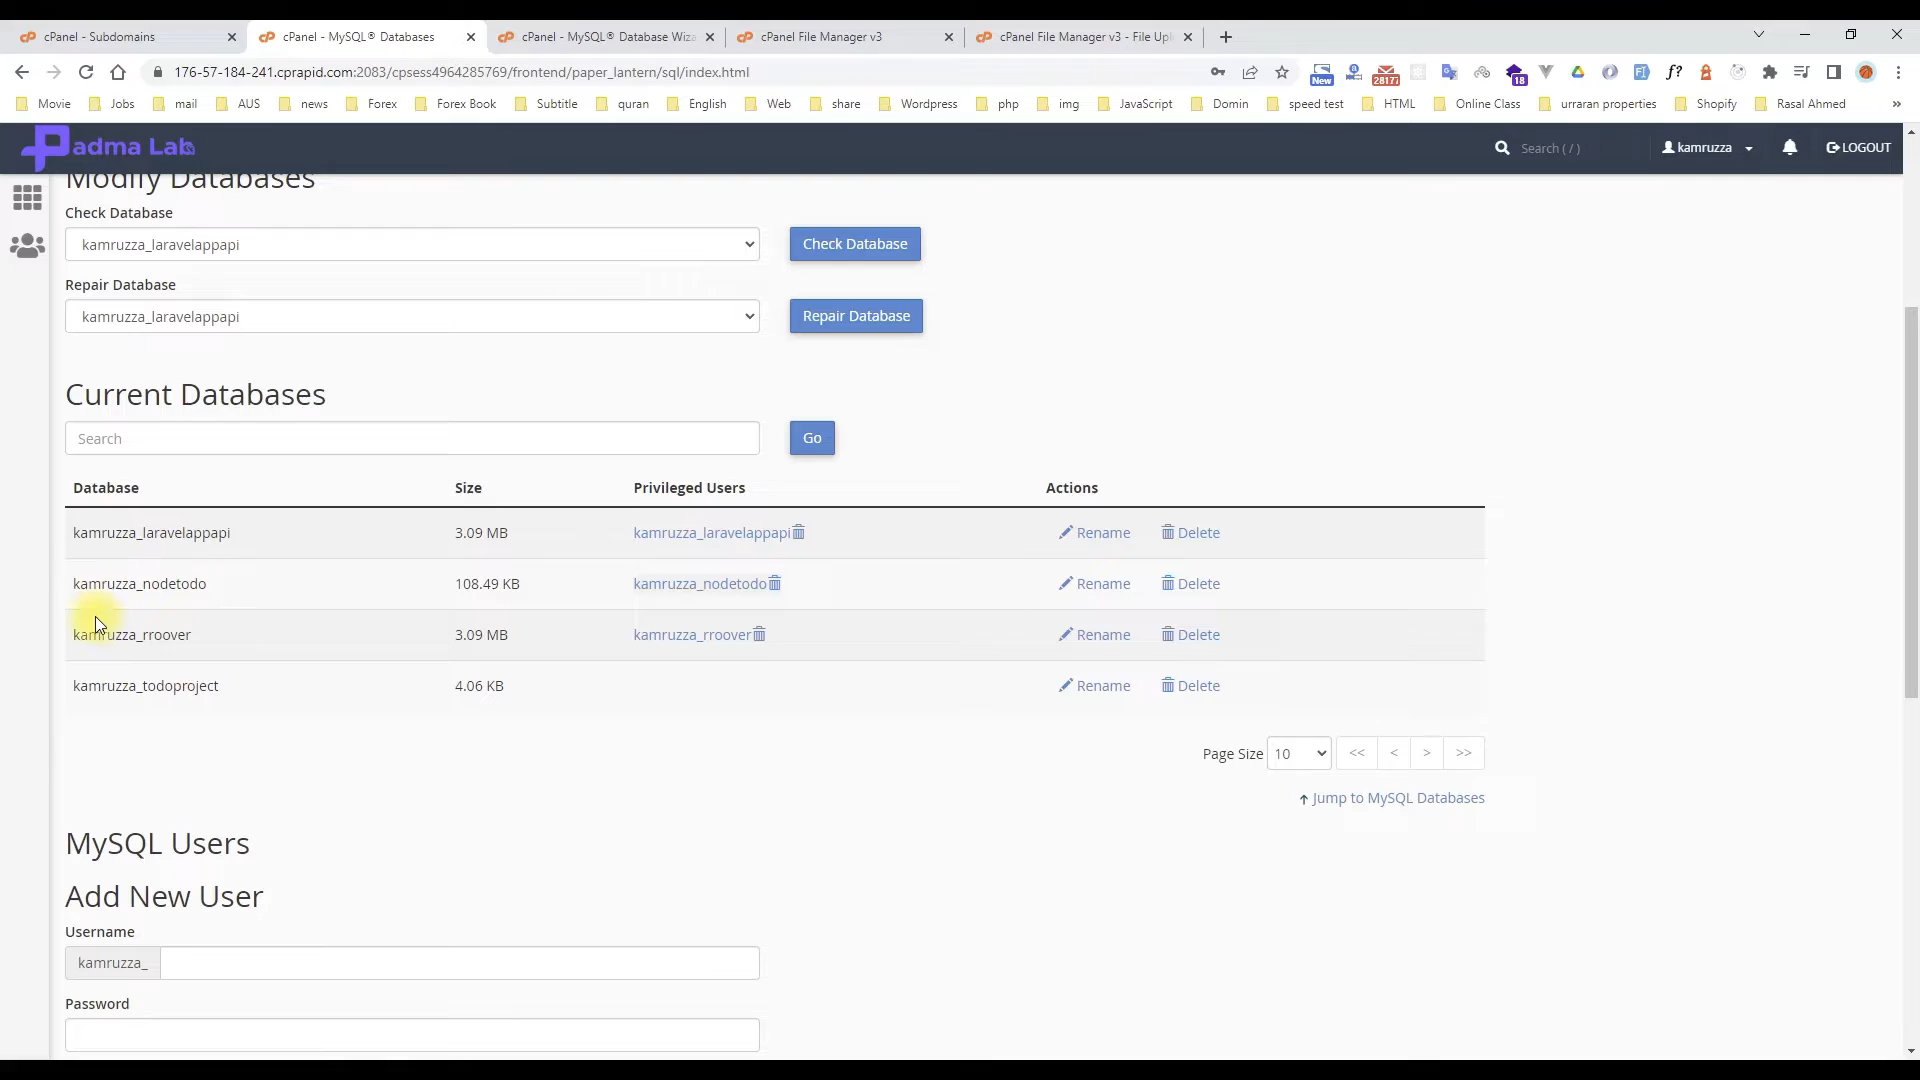 cPanel - Subdomains
cPanel - MySQL® Databases
cPanel - MySQL® Database Wiza
cPanel File Manager v3
cPanel File Manager v3 - File Upl
176-57-184-241.cprapid.com:2083/cpsess4964285769/frontend/paper_lantern/sql/index.html
New
28177
18
f?
Movie
Jobs
mail
AUS
news
Forex
Forex Book
Subtitle
quran
English
Web
share
Wordpress
php
img
JavaScript
Domin
speed test
HTML
Online Class
urraran properties
Shopify
Rasal Ahmed
»
Padma Lab
Search ( / )
kamruzza
LOGOUT
Modify Databases
Check Database
kamruzza_laravelappapi
Check Database
Repair Database
kamruzza_laravelappapi
Repair Database
Current Databases
Search
Go
Database Size Privileged Users Actions
kamruzza_laravelappapi 3.09 MB kamruzza_laravelappapi Rename Delete
kamruzza_nodetodo 108.49 KB kamruzza_nodetodo Rename Delete
kamruzza_rroover 3.09 MB kamruzza_rroover Rename Delete
kamruzza_todoproject 4.06 KB Rename Delete
Page Size 10 << < > >>
Jump to MySQL Databases
MySQL Users
Add New User
Username
kamruzza_
Password